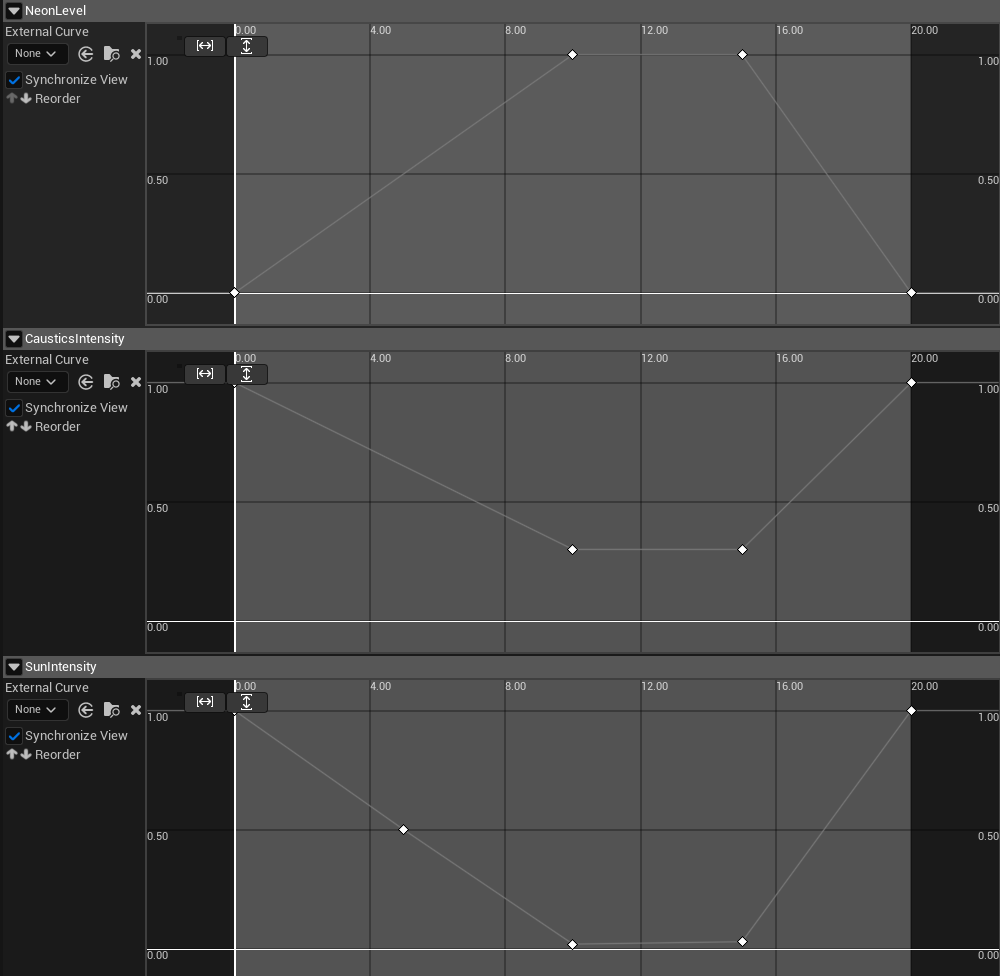 NeonLevel
External Curve
None
Synchronize View
Reorder
0.00 4.00 8.00 12.00 16.00 20.00
1.00 1.00
0.50 0.50
0.00 0.00
CausticsIntensity
External Curve
None
Synchronize View
Reorder
0.00 4.00 8.00 12.00 16.00 20.00
1.00 1.00
0.50 0.50
0.00 0.00
SunIntensity
External Curve
None
Synchronize View
Reorder
0.00 4.00 8.00 12.00 16.00 20.00
1.00 1.00
0.50 0.50
0.00 0.00